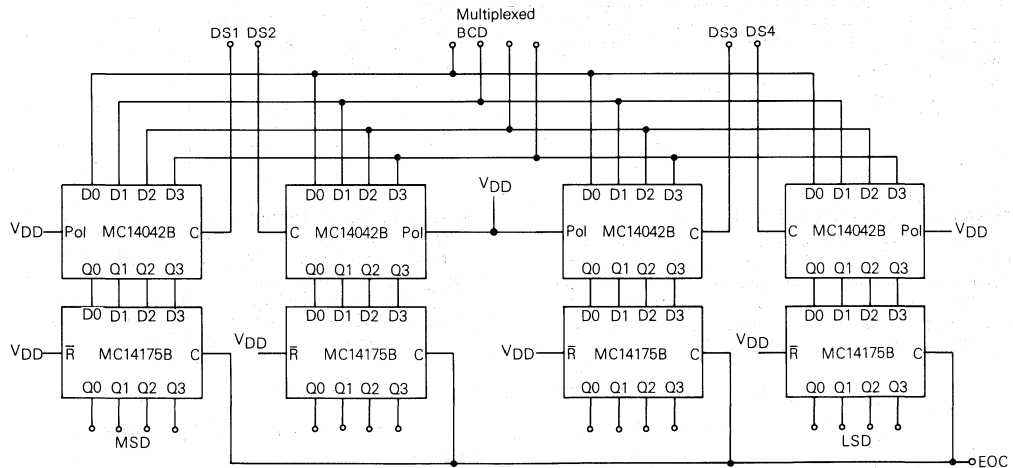 Multiplexed
DS1 DS2 BCD DS3 DS4
D0 D1 D2 D3 D0 D1 D2 D3 VDD D0 D1 D2 D3 D0 D1 D2 D3
VDD Pol MC14042B C C MC14042B Pol Pol MC14042B C C MC14042B Pol VDD
Q0 Q1 Q2 Q3 Q0 Q1 Q2 Q3 Q0 Q1 Q2 Q3 Q0 Q1 Q2 Q3
D0 D1 D2 D3 D0 D1 D2 D3 D0 D1 D2 D3 D0 D1 D2 D3
VDD R̅ MC14175B C VDD R̅ MC14175B C VDD R̅ MC14175B C VDD R̅ MC14175B C
Q0 Q1 Q2 Q3 Q0 Q1 Q2 Q3 Q0 Q1 Q2 Q3 Q0 Q1 Q2 Q3
MSD LSD
EOC